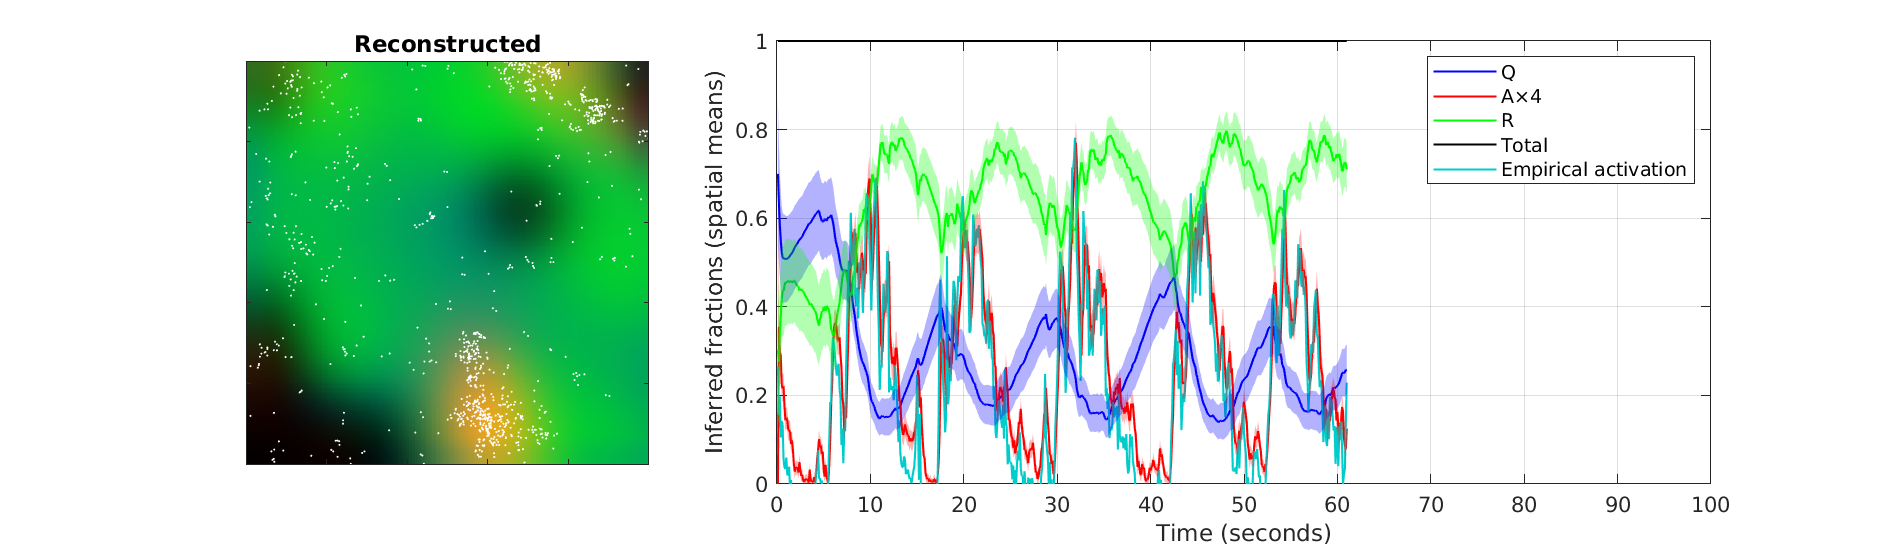 Reconstructed
Inferred fractions (spatial means)
1
0.8
0.6
0.4
0.2
0
0 10 20 30 40 50 60 70 80 90 100
Time (seconds)
Q
A×4
R
Total
Empirical activation